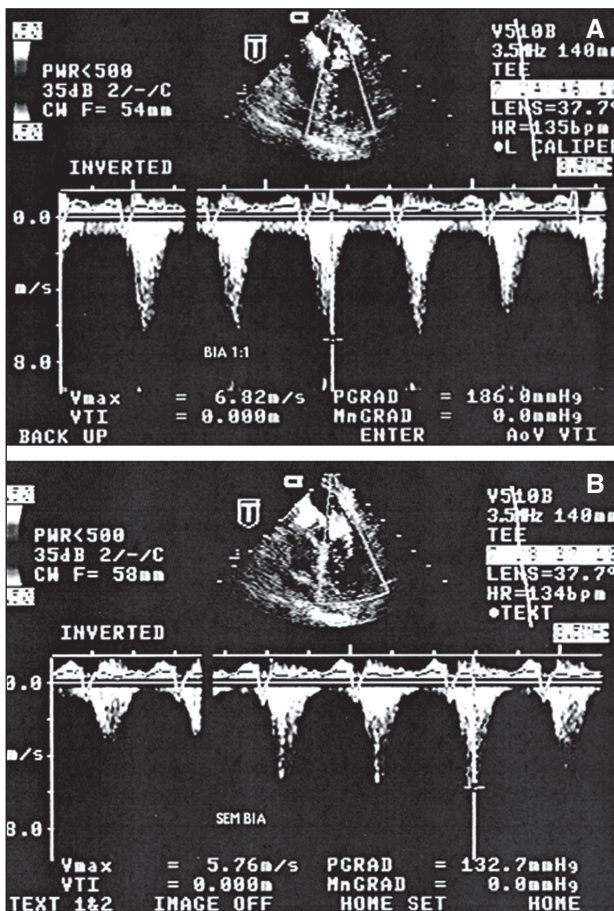 A
V510B
3.5MHz 140mm
TEE
PWR<500
35dB 2/-/C
CW F= 54mm
LENS=37.7°
HR=135bpm
•L CALIPER
INVERTED
0.0
m/s
8.0
BIA 1:1
Vmax = 6.82m/s PGRAD = 186.0mmHg
VTI = 0.000m MnGRAD = 0.0mmHg
BACK UP ENTER AoV VTI
B
V510B
3.5MHz 140mm
TEE
PWR<500
35dB 2/-/C
CW F= 58mm
LENS=37.7°
HR=134bpm
•TEXT
INVERTED
0.0
m/s
8.0
SEM BIA
Vmax = 5.76m/s PGRAD = 132.7mmHg
VTI = 0.000m MnGRAD = 0.0mmHg
TEXT 1&2 IMAGE OFF HOME SET HOME